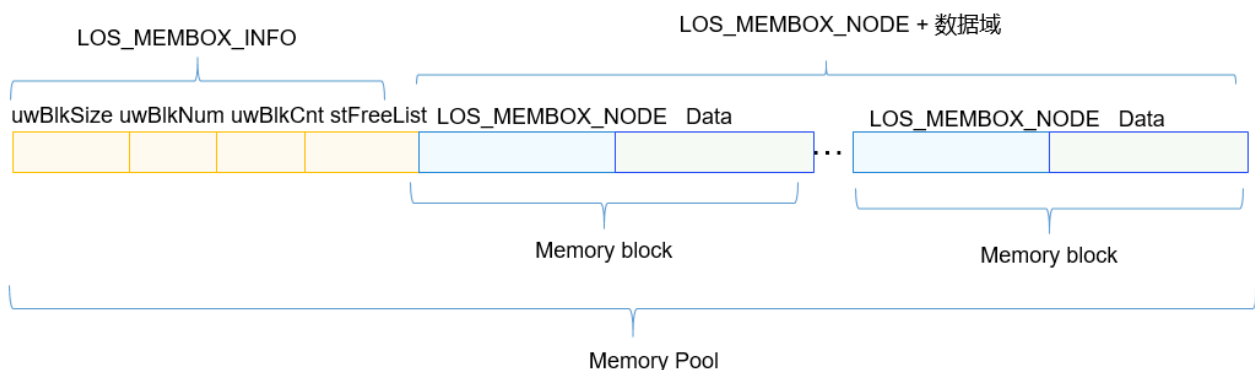 LOS_MEMBOX_INFO
LOS_MEMBOX_NODE + 数据域
uwBlkSize uwBlkNum uwBlkCnt stFreeList LOS_MEMBOX_NODE Data LOS_MEMBOX_NODE Data
...
Memory block
Memory block
Memory Pool